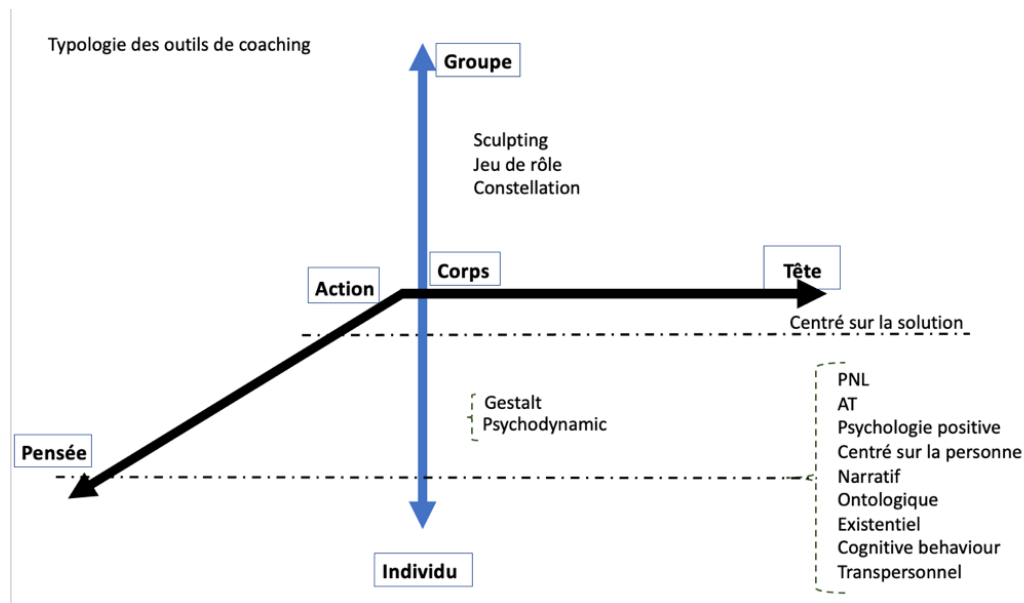 Typologie des outils de coaching
Groupe
Sculpting
Jeu de rôle
Constellation
Corps
Tête
Action
Centré sur la solution
PNL
AT
Gestalt
Psychodynamic
Psychologie positive
Centré sur la personne
Pensée
Narratif
Ontologique
Existentiel
Cognitive behaviour
Individu
Transpersonnel